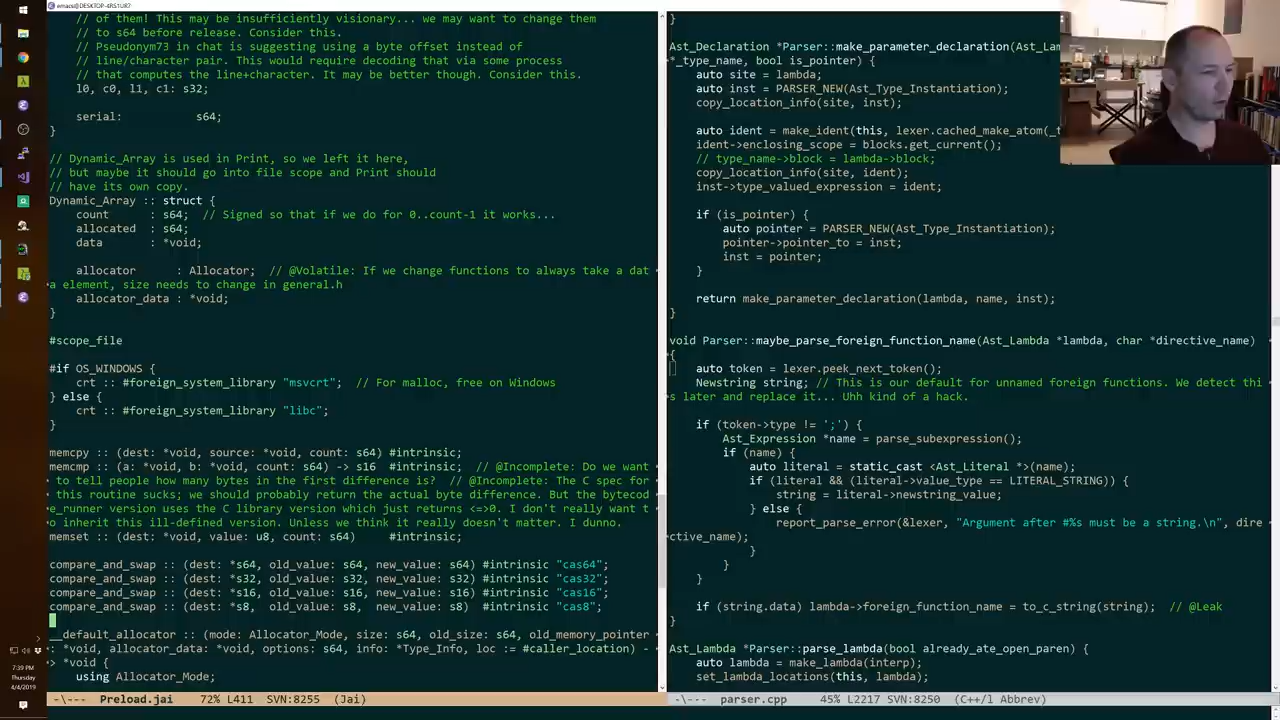 emacs@DESKTOP-4RS1UR7
of them! This may be insufficiently visionary... we may want to change them
// to s64 before release. Consider this.
// Pseudonym73 in chat is suggesting using a byte offset instead of
// line/character pair. This would require decoding that via some process
// that computes the line+character. It may be better though. Consider this.
l0, c0, l1, c1: s32;
serial: s64;
}
// Dynamic_Array is used in Print, so we left it here,
// but maybe it should go into file scope and Print should
// have its own copy.
Dynamic_Array :: struct {
count : s64; // Signed so that if we do for 0..count-1 it works...
allocated : s64;
data : *void;
allocator : Allocator; // @Volatile: If we change functions to always take a dat
a element, size needs to change in general.h
allocator_data : *void;
}
#scope_file
#if OS_WINDOWS {
crt :: #foreign_system_library "msvcrt"; // For malloc, free on Windows
} else {
crt :: #foreign_system_library "libc";
}
memcpy :: (dest: *void, source: *void, count: s64) #intrinsic;
memcmp :: (a: *void, b: *void, count: s64) -> s16 #intrinsic; // @Incomplete: Do we want
to tell people how many bytes in the first difference is? // @Incomplete: The C spec for
this routine sucks; we should probably return the actual byte difference. But the bytecod
e_runner version uses the C library version which just returns <=>0. I don't really want t
o inherit this ill-defined version. Unless we think it really doesn't matter. I dunno.
memset :: (dest: *void, value: u8, count: s64) #intrinsic;
compare_and_swap :: (dest: *s64, old_value: s64, new_value: s64) #intrinsic "cas64";
compare_and_swap :: (dest: *s32, old_value: s32, new_value: s32) #intrinsic "cas32";
compare_and_swap :: (dest: *s16, old_value: s16, new_value: s16) #intrinsic "cas16";
compare_and_swap :: (dest: *s8, old_value: s8, new_value: s8) #intrinsic "cas8";
__default_allocator :: (mode: Allocator_Mode, size: s64, old_size: s64, old_memory_pointer
: *void, allocator_data: *void, options: s64, info: *Type_Info, loc := #caller_location) -
> *void {
using Allocator_Mode;
-\--- Preload.jai 72% L411 SVN:8255 (Jai)
}
Ast_Declaration *Parser::make_parameter_declaration(Ast_La
*_type_name, bool is_pointer) {
auto site = lambda;
auto inst = PARSER_NEW(Ast_Type_Instantiation);
copy_location_info(site, inst);
auto ident = make_ident(this, lexer.cached_make_atom(_t
ident->enclosing_scope = blocks.get_current();
// type_name->block = lambda->block;
copy_location_info(site, ident);
inst->type_valued_expression = ident;
if (is_pointer) {
auto pointer = PARSER_NEW(Ast_Type_Instantiation);
pointer->pointer_to = inst;
inst = pointer;
}
return make_parameter_declaration(lambda, name, inst);
}
void Parser::maybe_parse_foreign_function_name(Ast_Lambda *lambda, char *directive_name)
{
auto token = lexer.peek_next_token();
Newstring string; // This is our default for unnamed foreign functions. We detect thi
s later and replace it... Uhh kind of a hack.
if (token->type != ';') {
Ast_Expression *name = parse_subexpression();
if (name) {
auto literal = static_cast <Ast_Literal *>(name);
if (literal && (literal->value_type == LITERAL_STRING)) {
string = literal->newstring_value;
} else {
report_parse_error(&lexer, "Argument after #%s must be a string.\n", dire
ctive_name);
}
}
}
if (string.data) lambda->foreign_function_name = to_c_string(string); // @Leak
}
Ast_Lambda *Parser::parse_lambda(bool already_ate_open_paren) {
auto lambda = make_lambda(interp);
set_lambda_locations(this, lambda);
-\--- parser.cpp 45% L2217 SVN:8250 (C++/l Abbrev)
7:39 PM
Thursday
4/4/2019